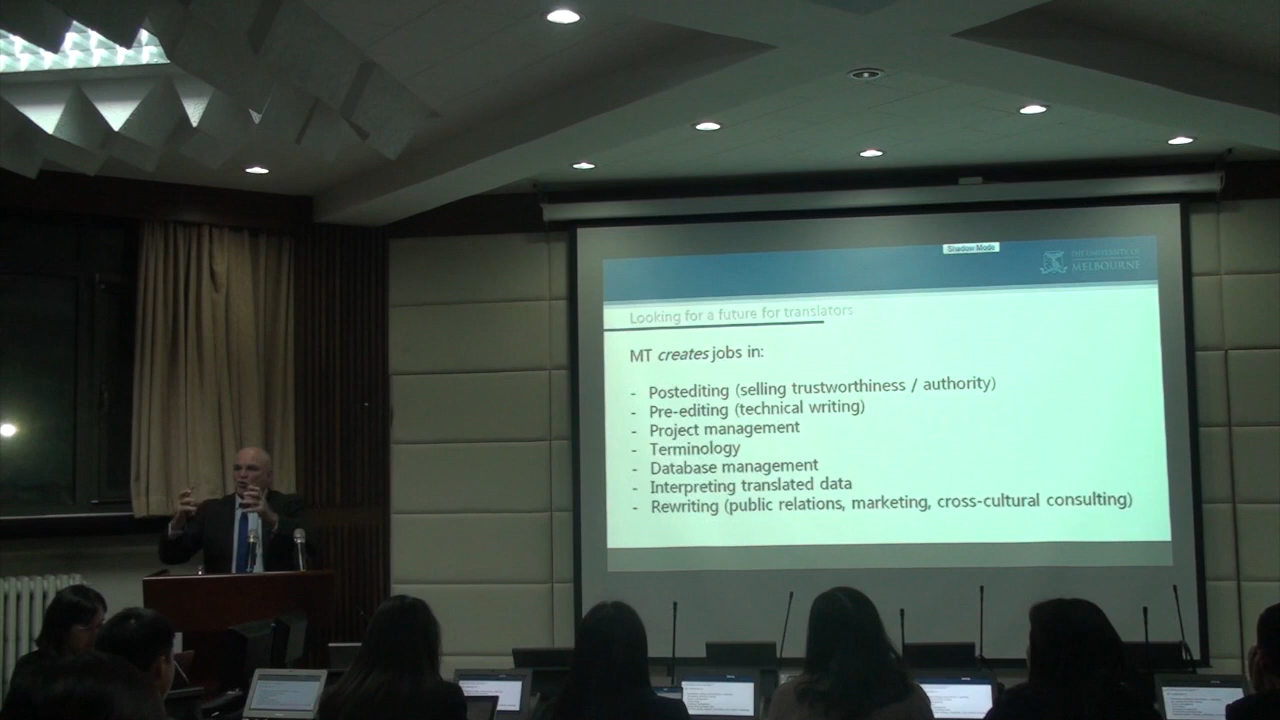 Shadow Mode
THE UNIVERSITY OF
MELBOURNE
Looking for a future for translators
MT creates jobs in:
- Postediting (selling trustworthiness / authority)
- Pre-editing (technical writing)
- Project management
- Terminology
- Database management
- Interpreting translated data
- Rewriting (public relations, marketing, cross-cultural consulting)